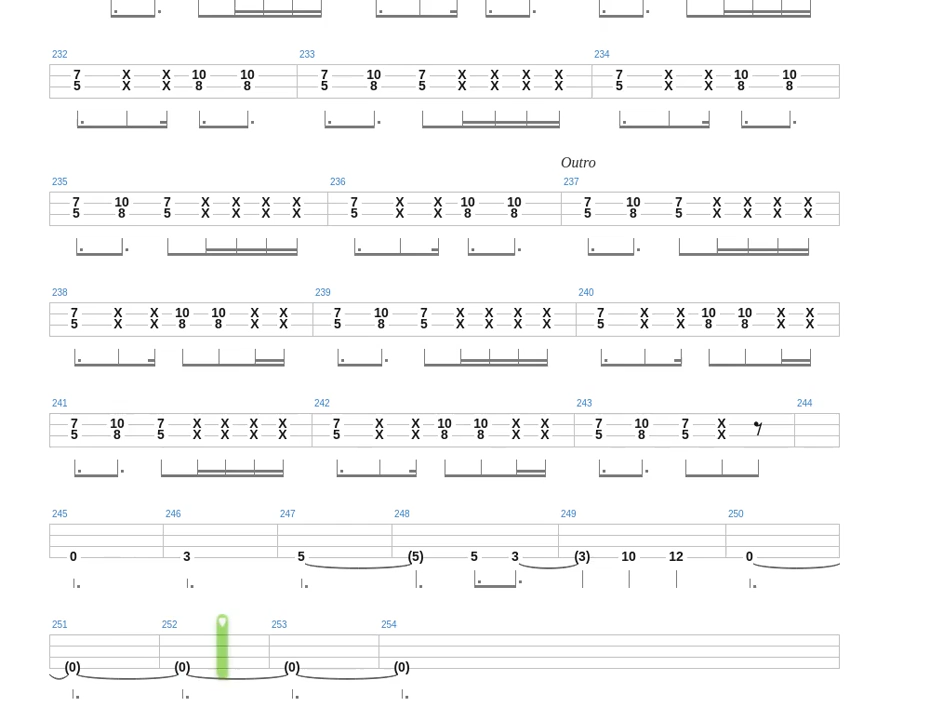 232 233 234
7 X X 10 10 7 10 7 X X X X 7 X X 10 10
5 X X 8 8 5 8 5 X X X X 5 X X 8 8
Outro
235 236 237
7 10 7 X X X X 7 X X 10 10 7 10 7 X X X X
5 8 5 X X X X 5 X X 8 8 5 8 5 X X X X
238 239 240
7 X X 10 10 X X 7 10 7 X X X X 7 X X 10 10 X X
5 X X 8 8 X X 5 8 5 X X X X 5 X X 8 8 X X
241 242 243 244
7 10 7 X X X X 7 X X 10 10 X X 7 10 7 X
5 8 5 X X X X 5 X X 8 8 X X 5 8 5 X
245 246 247 248 249 250
0 3 5 (5) 5 3 (3) 10 12 0
251 252 253 254
(0) (0) (0) (0)